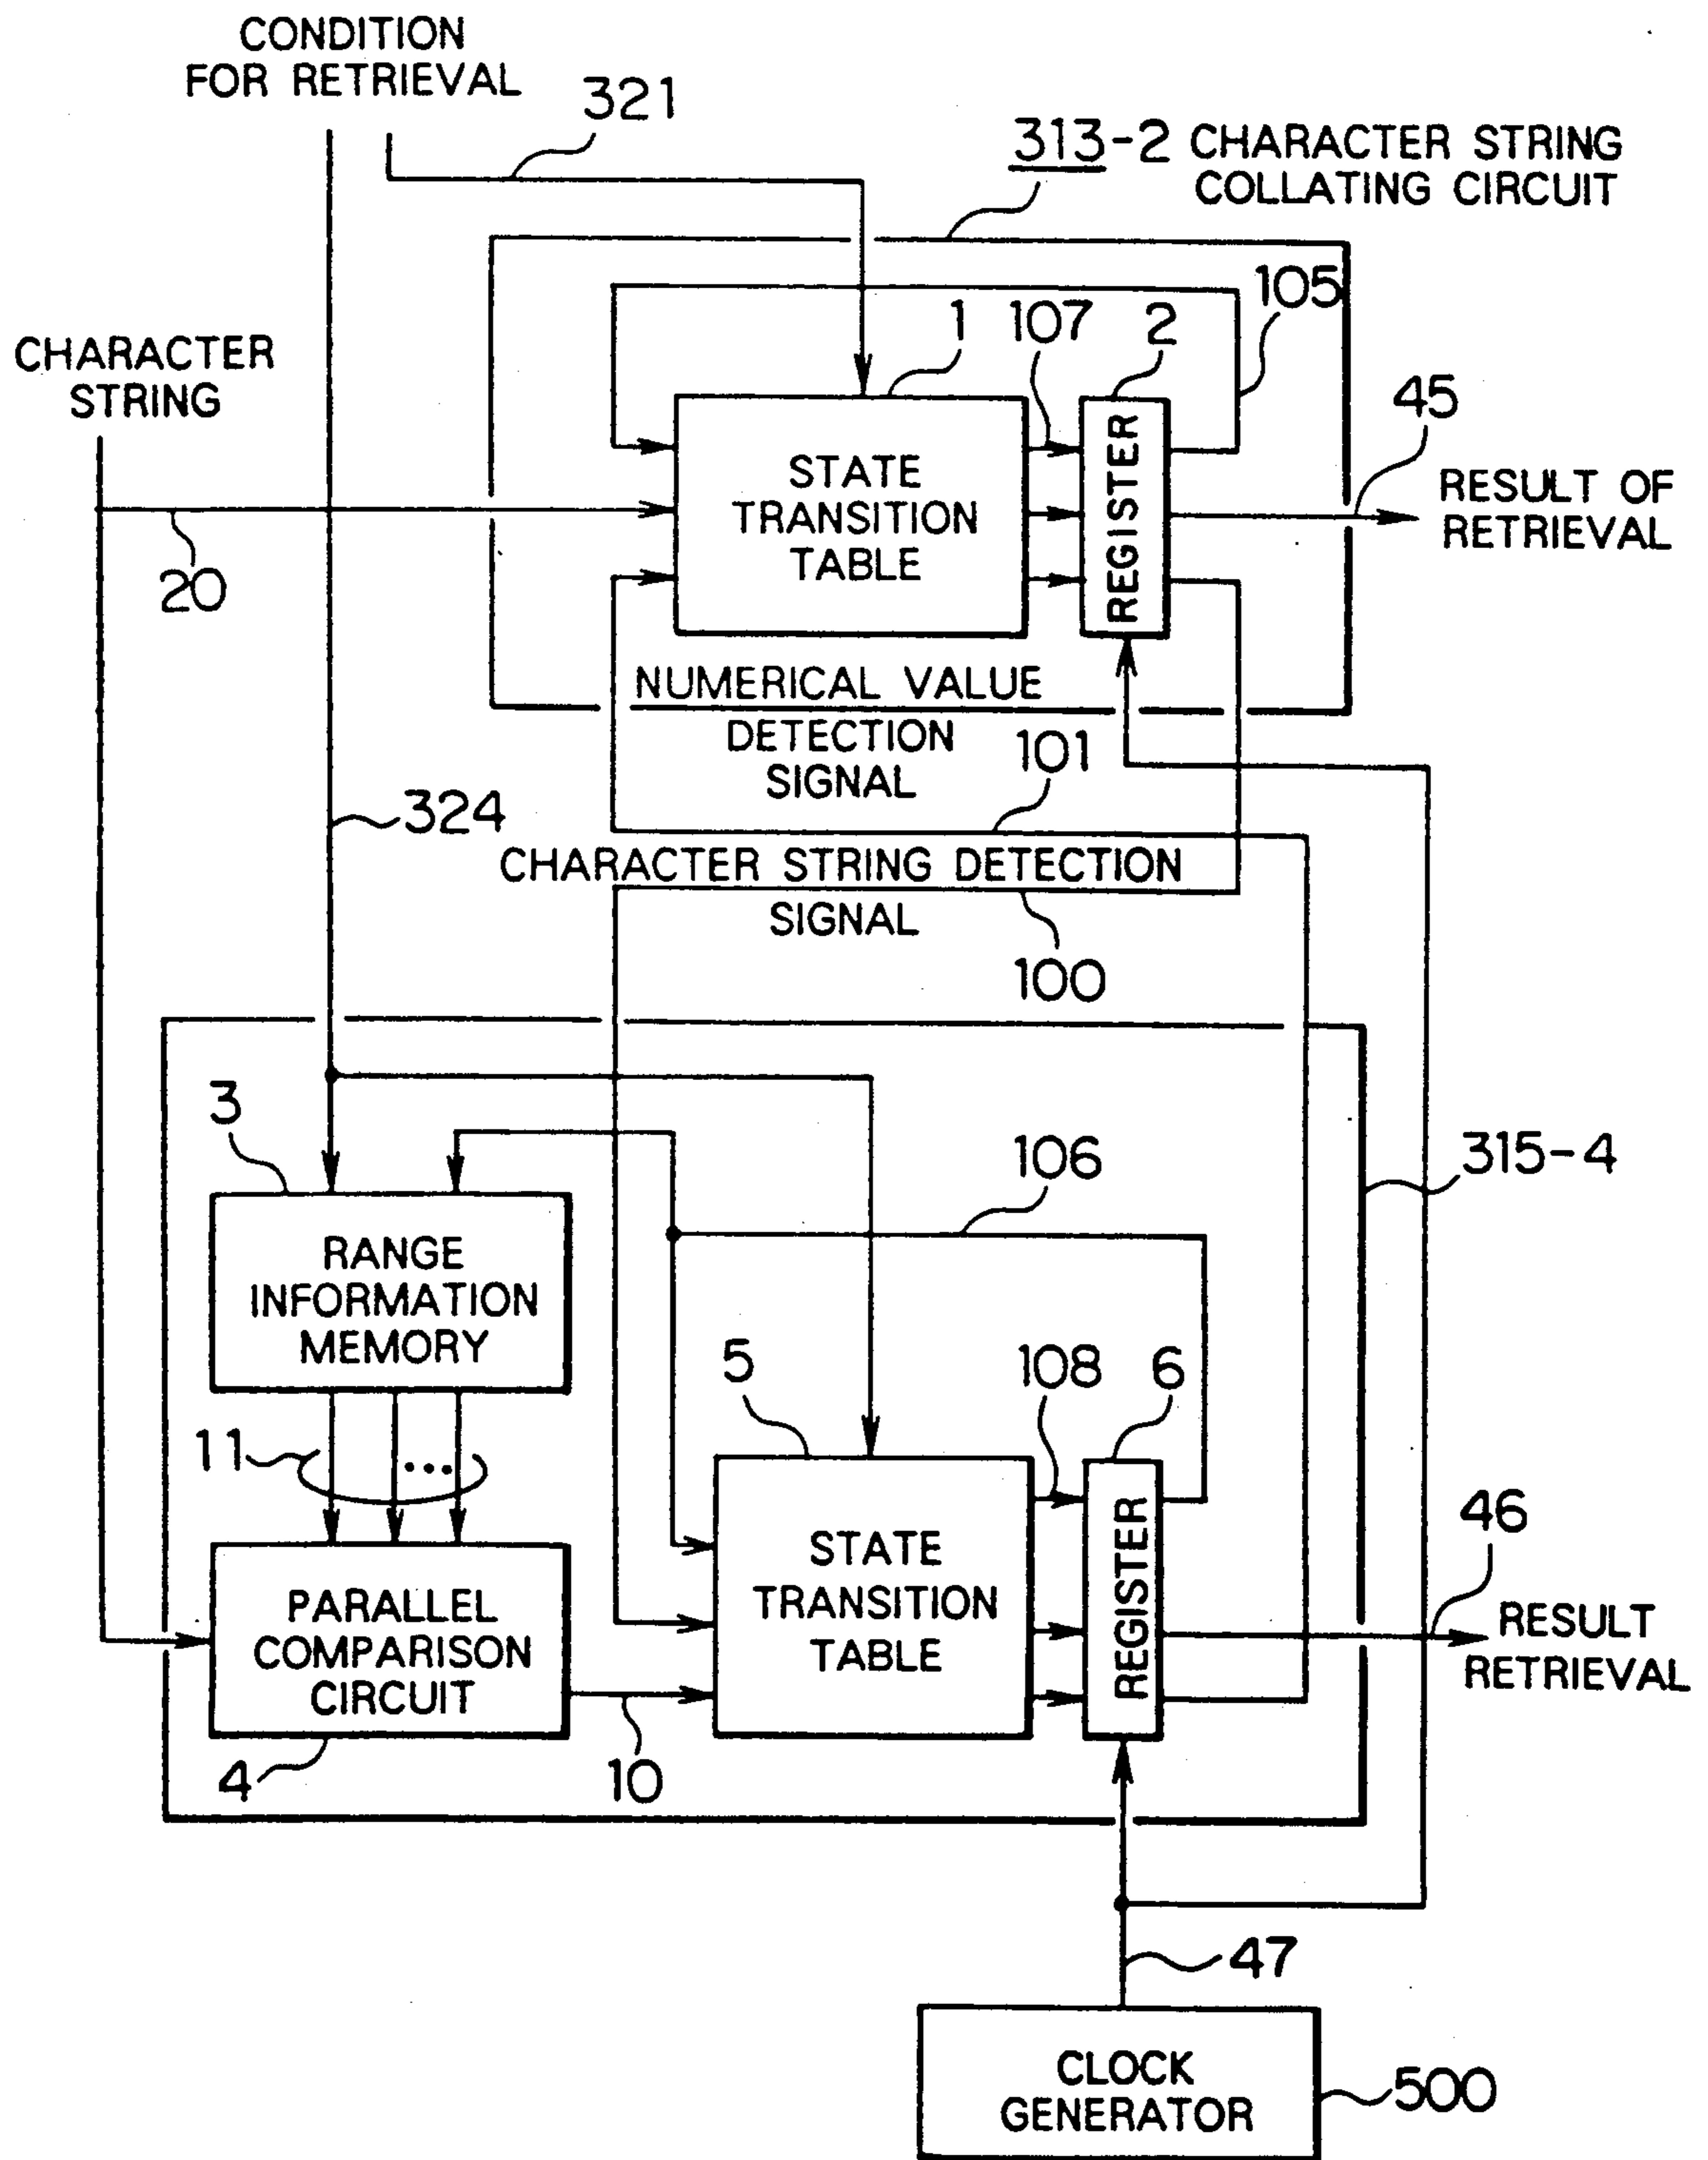 CONDITION
FOR RETRIEVAL
321
313-2 CHARACTER STRING
COLLATING CIRCUIT
105
1
107
2
CHARACTER
STRING
45
STATE
TRANSITION
TABLE
REGISTER
RESULT OF
RETRIEVAL
20
NUMERICAL VALUE
DETECTION
SIGNAL
101
324
CHARACTER STRING DETECTION
SIGNAL
100
3
106
315-4
RANGE
INFORMATION
MEMORY
5
108
6
11
...
46
STATE
TRANSITION
TABLE
REGISTER
PARALLEL
COMPARISON
CIRCUIT
RESULT
RETRIEVAL
4
10
47
CLOCK
GENERATOR
500